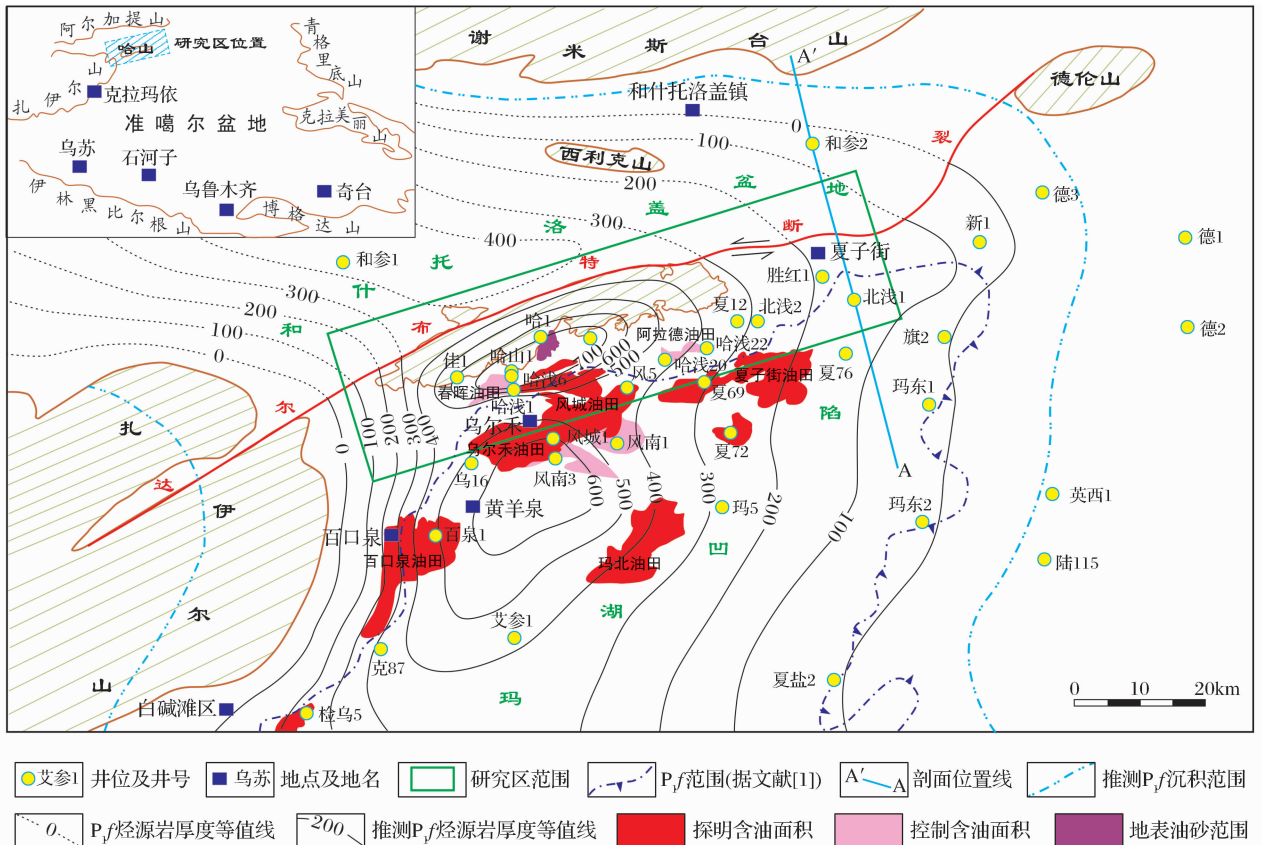 阿尔加提山
哈山
研究区位置
青格里底山
扎伊尔山
克拉玛依
克拉美丽山
准噶尔盆地
乌苏
石河子
乌鲁木齐
奇台
伊林黑比尔根山
博格达山
谢米斯台山
A′
德伦山
和什托洛盖镇
0
和参2
100
西利克山
200
300
400
和什托洛盖盆地
达尔布特断裂
德3
新1
德1
夏子街
和参1
胜红1
北浅1
300
200
100
0
夏12
北浅2
德2
哈1
阿拉德油田
旗2
哈浅22
佳1
哈山1
700
600
500
哈浅20
夏76
哈浅6
风5
夏子街油田
春晖油田
夏69
玛东1
哈浅1
风城油田
乌尔禾
风城1
风南1
乌尔禾油田
夏72
0
100
200
300
400
乌16
风南3
A
600
500
400
300
200
100
黄羊泉
玛5
玛东2
英西1
百口泉
百泉1
百口泉油田
玛北油田
陆115
玛湖凹陷
扎伊尔山
艾参1
克87
夏盐2
白碱滩区
检乌5
0 10 20km
艾参1 井位及井号
乌苏 地点及地名
研究区范围
P₁f范围(据文献[1])
A′ A 剖面位置线
推测P₁f沉积范围
0 P₁f烃源岩厚度等值线
200 推测P₁f烃源岩厚度等值线
探明含油面积
控制含油面积
地表油砂范围